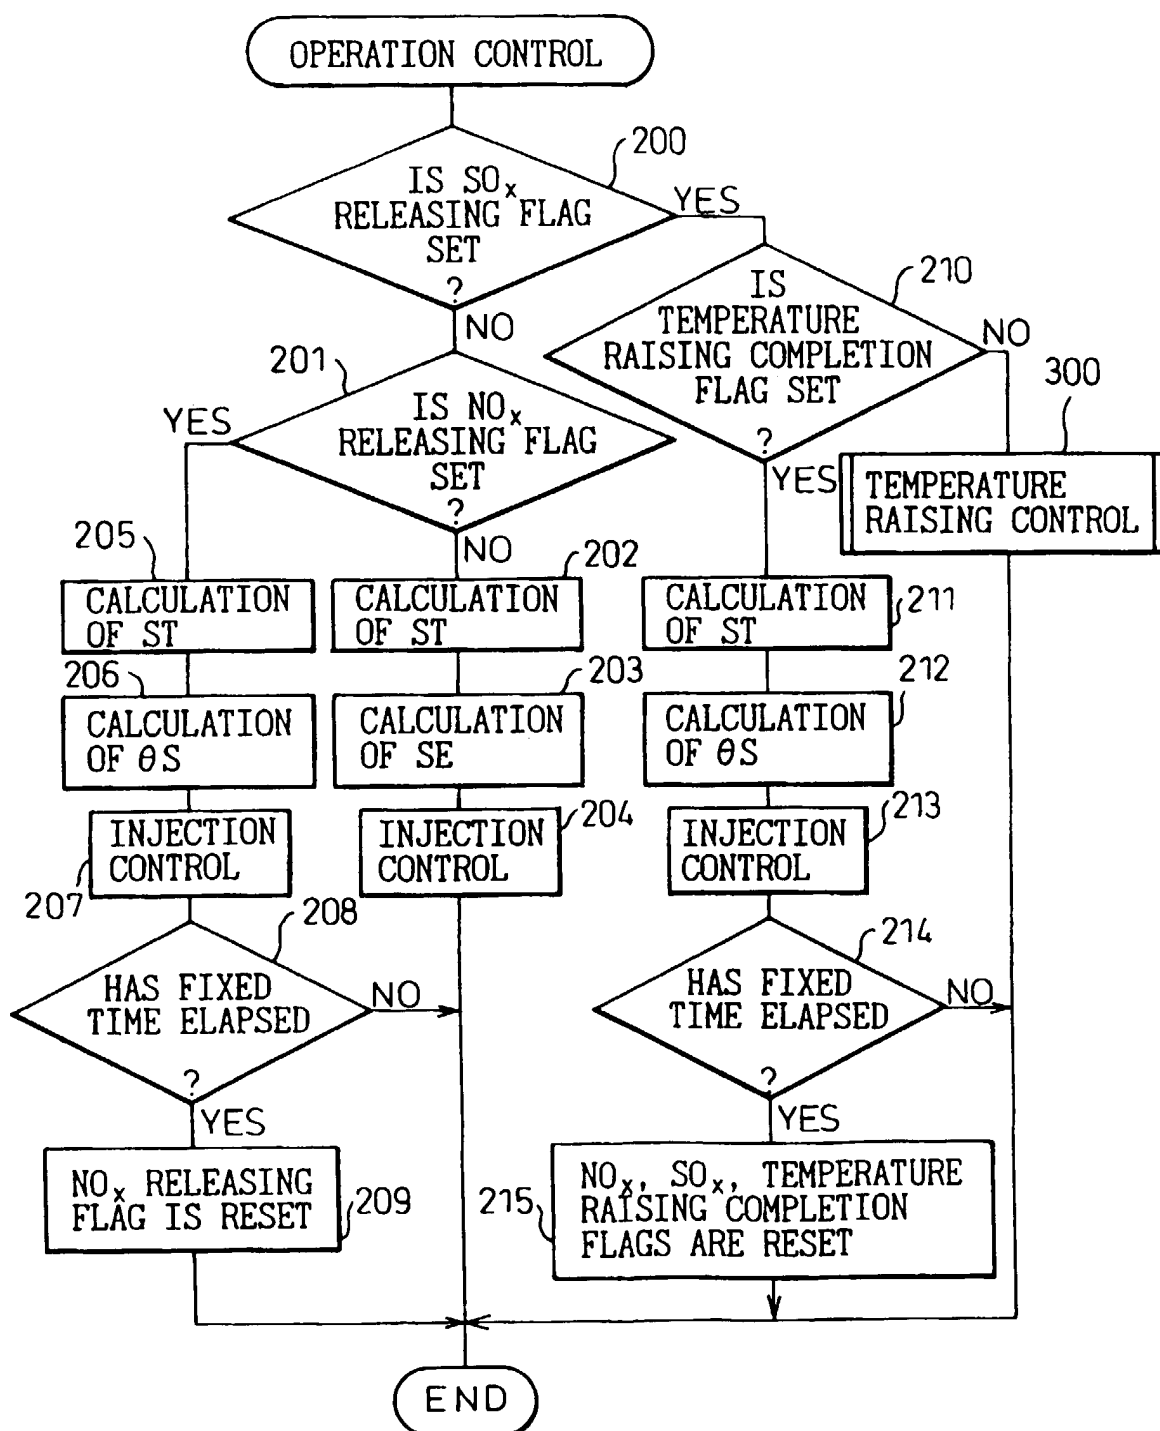 OPERATION CONTROL
200
IS SOx
RELEASING FLAG
SET
?
YES
NO
210
IS
TEMPERATURE
RAISING COMPLETION
FLAG SET
?
NO
YES
300
TEMPERATURE
RAISING CONTROL
201
IS NOx
RELEASING FLAG
SET
?
YES
NO
205
CALCULATION
OF ST
202
CALCULATION
OF ST
211
CALCULATION
OF ST
206
CALCULATION
OF θS
203
CALCULATION
OF SE
212
CALCULATION
OF θS
207
INJECTION
CONTROL
204
INJECTION
CONTROL
213
INJECTION
CONTROL
208
HAS FIXED
TIME ELAPSED
?
NO
YES
214
HAS FIXED
TIME ELAPSED
?
NO
YES
NOx RELEASING
FLAG IS RESET
209
215
NOx, SOx, TEMPERATURE
RAISING COMPLETION
FLAGS ARE RESET
END